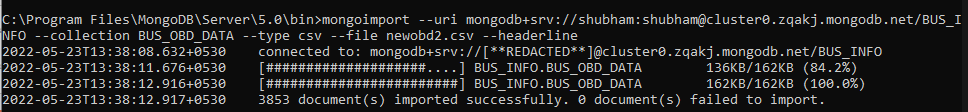 C:\Program Files\MongoDB\Server\5.0\bin>mongoimport --uri mongodb+srv://shubham:shubham@cluster0.zqakj.mongodb.net/BUS_I
NFO --collection BUS_OBD_DATA --type csv --file newobd2.csv --headerline
2022-05-23T13:38:08.632+0530    connected to: mongodb+srv://[**REDACTED**]@cluster0.zqakj.mongodb.net/BUS_INFO
2022-05-23T13:38:11.676+0530    [####################....] BUS_INFO.BUS_OBD_DATA        136KB/162KB (84.2%)
2022-05-23T13:38:12.916+0530    [########################] BUS_INFO.BUS_OBD_DATA        162KB/162KB (100.0%)
2022-05-23T13:38:12.917+0530    3853 document(s) imported successfully. 0 document(s) failed to import.